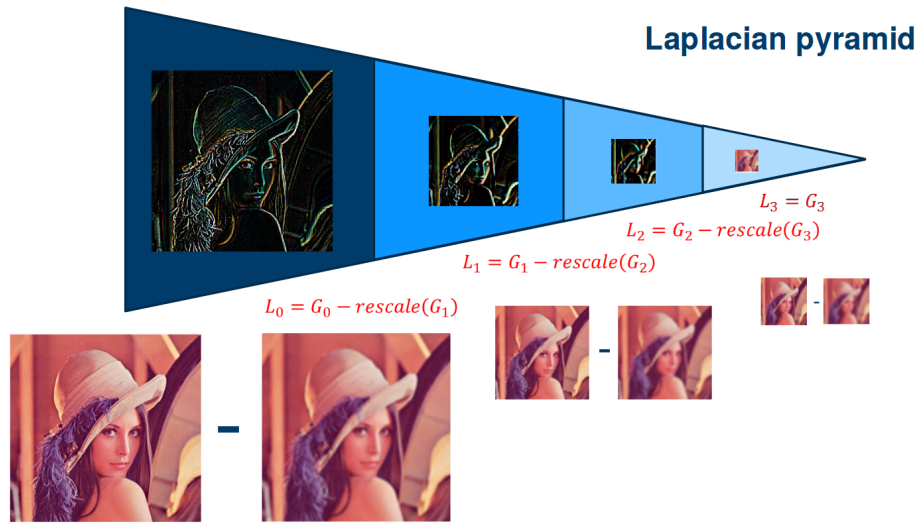 Laplacian pyramid
L₃ = G₃
L₂ = G₂ − rescale(G₃)
L₁ = G₁ − rescale(G₂)
L₀ = G₀ − rescale(G₁)
-
-
-